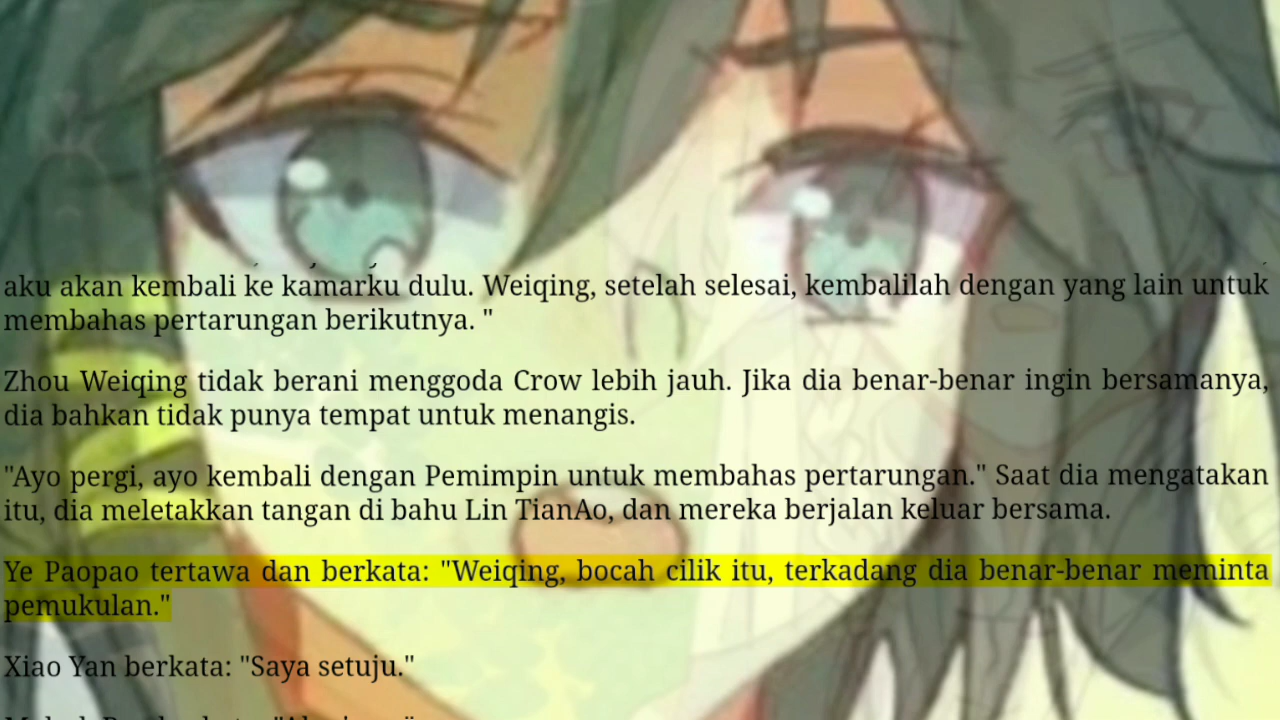 aku akan kembali ke kamarku dulu. Weiqing, setelah selesai, kembalilah dengan yang lain untuk
membahas pertarungan berikutnya. "
Zhou Weiqing tidak berani menggoda Crow lebih jauh. Jika dia benar-benar ingin bersamanya,
dia bahkan tidak punya tempat untuk menangis.
"Ayo pergi, ayo kembali dengan Pemimpin untuk membahas pertarungan." Saat dia mengatakan
itu, dia meletakkan tangan di bahu Lin TianAo, dan mereka berjalan keluar bersama.
Ye Paopao tertawa dan berkata: "Weiqing, bocah cilik itu, terkadang dia benar-benar meminta
pemukulan."
Xiao Yan berkata: "Saya setuju."